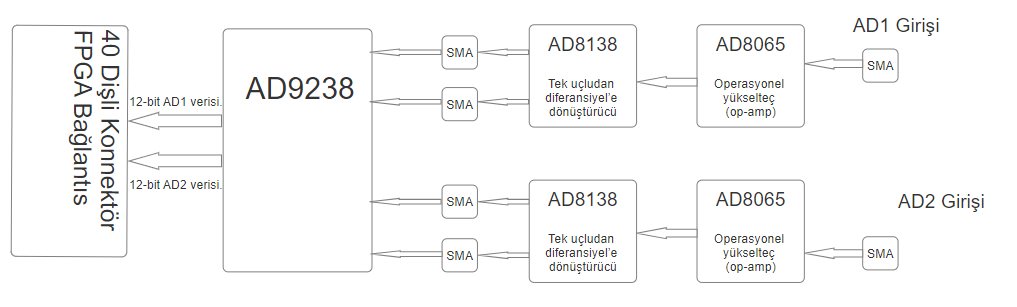 40 Dişli Konnektör
FPGA Bağlantıs
12-bit AD1 verisi.
12-bit AD2 verisi.
AD9238
SMA
SMA
AD8138
Tek uçludan
diferansiyel'e
dönüştürücü
AD8065
Operasyonel
yükselteç
(op-amp)
AD1 Girişi
SMA
SMA
SMA
AD8138
Tek uçludan
diferansiyel'e
dönüştürücü
AD8065
Operasyonel
yükselteç
(op-amp)
AD2 Girişi
SMA